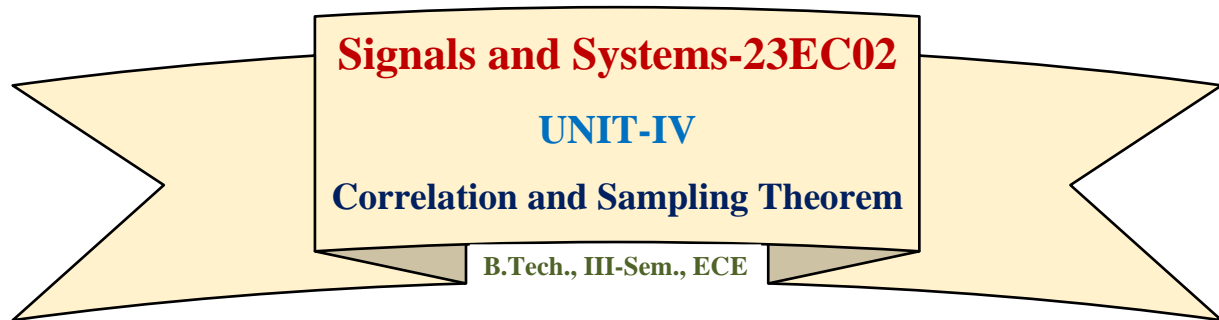 Signals and Systems-23EC02
UNIT-IV
Correlation and Sampling Theorem
B.Tech., III-Sem., ECE